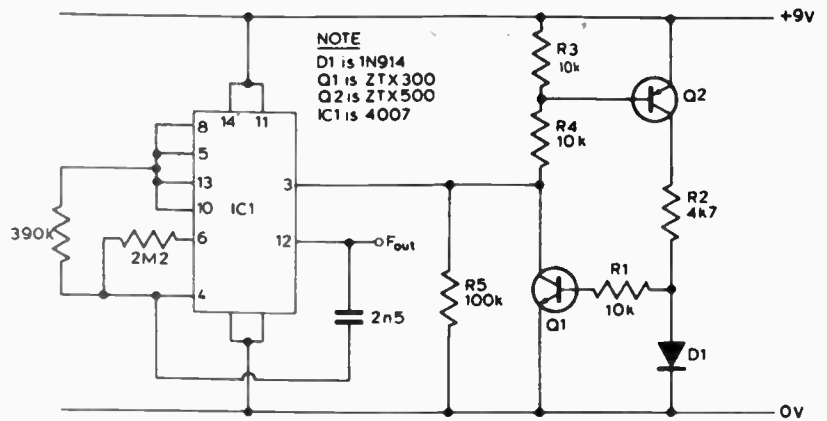 +9V
NOTE
D1 is 1N914
Q1 is ZTX300
Q2 is ZTX500
IC1 is 4007
R3
10k
Q2
14
11
8
5
13
10
6
4
3
12
IC1
R4
10k
390k
2M2
Fout
2n5
R5
100k
R2
4k7
R1
10k
Q1
D1
0V